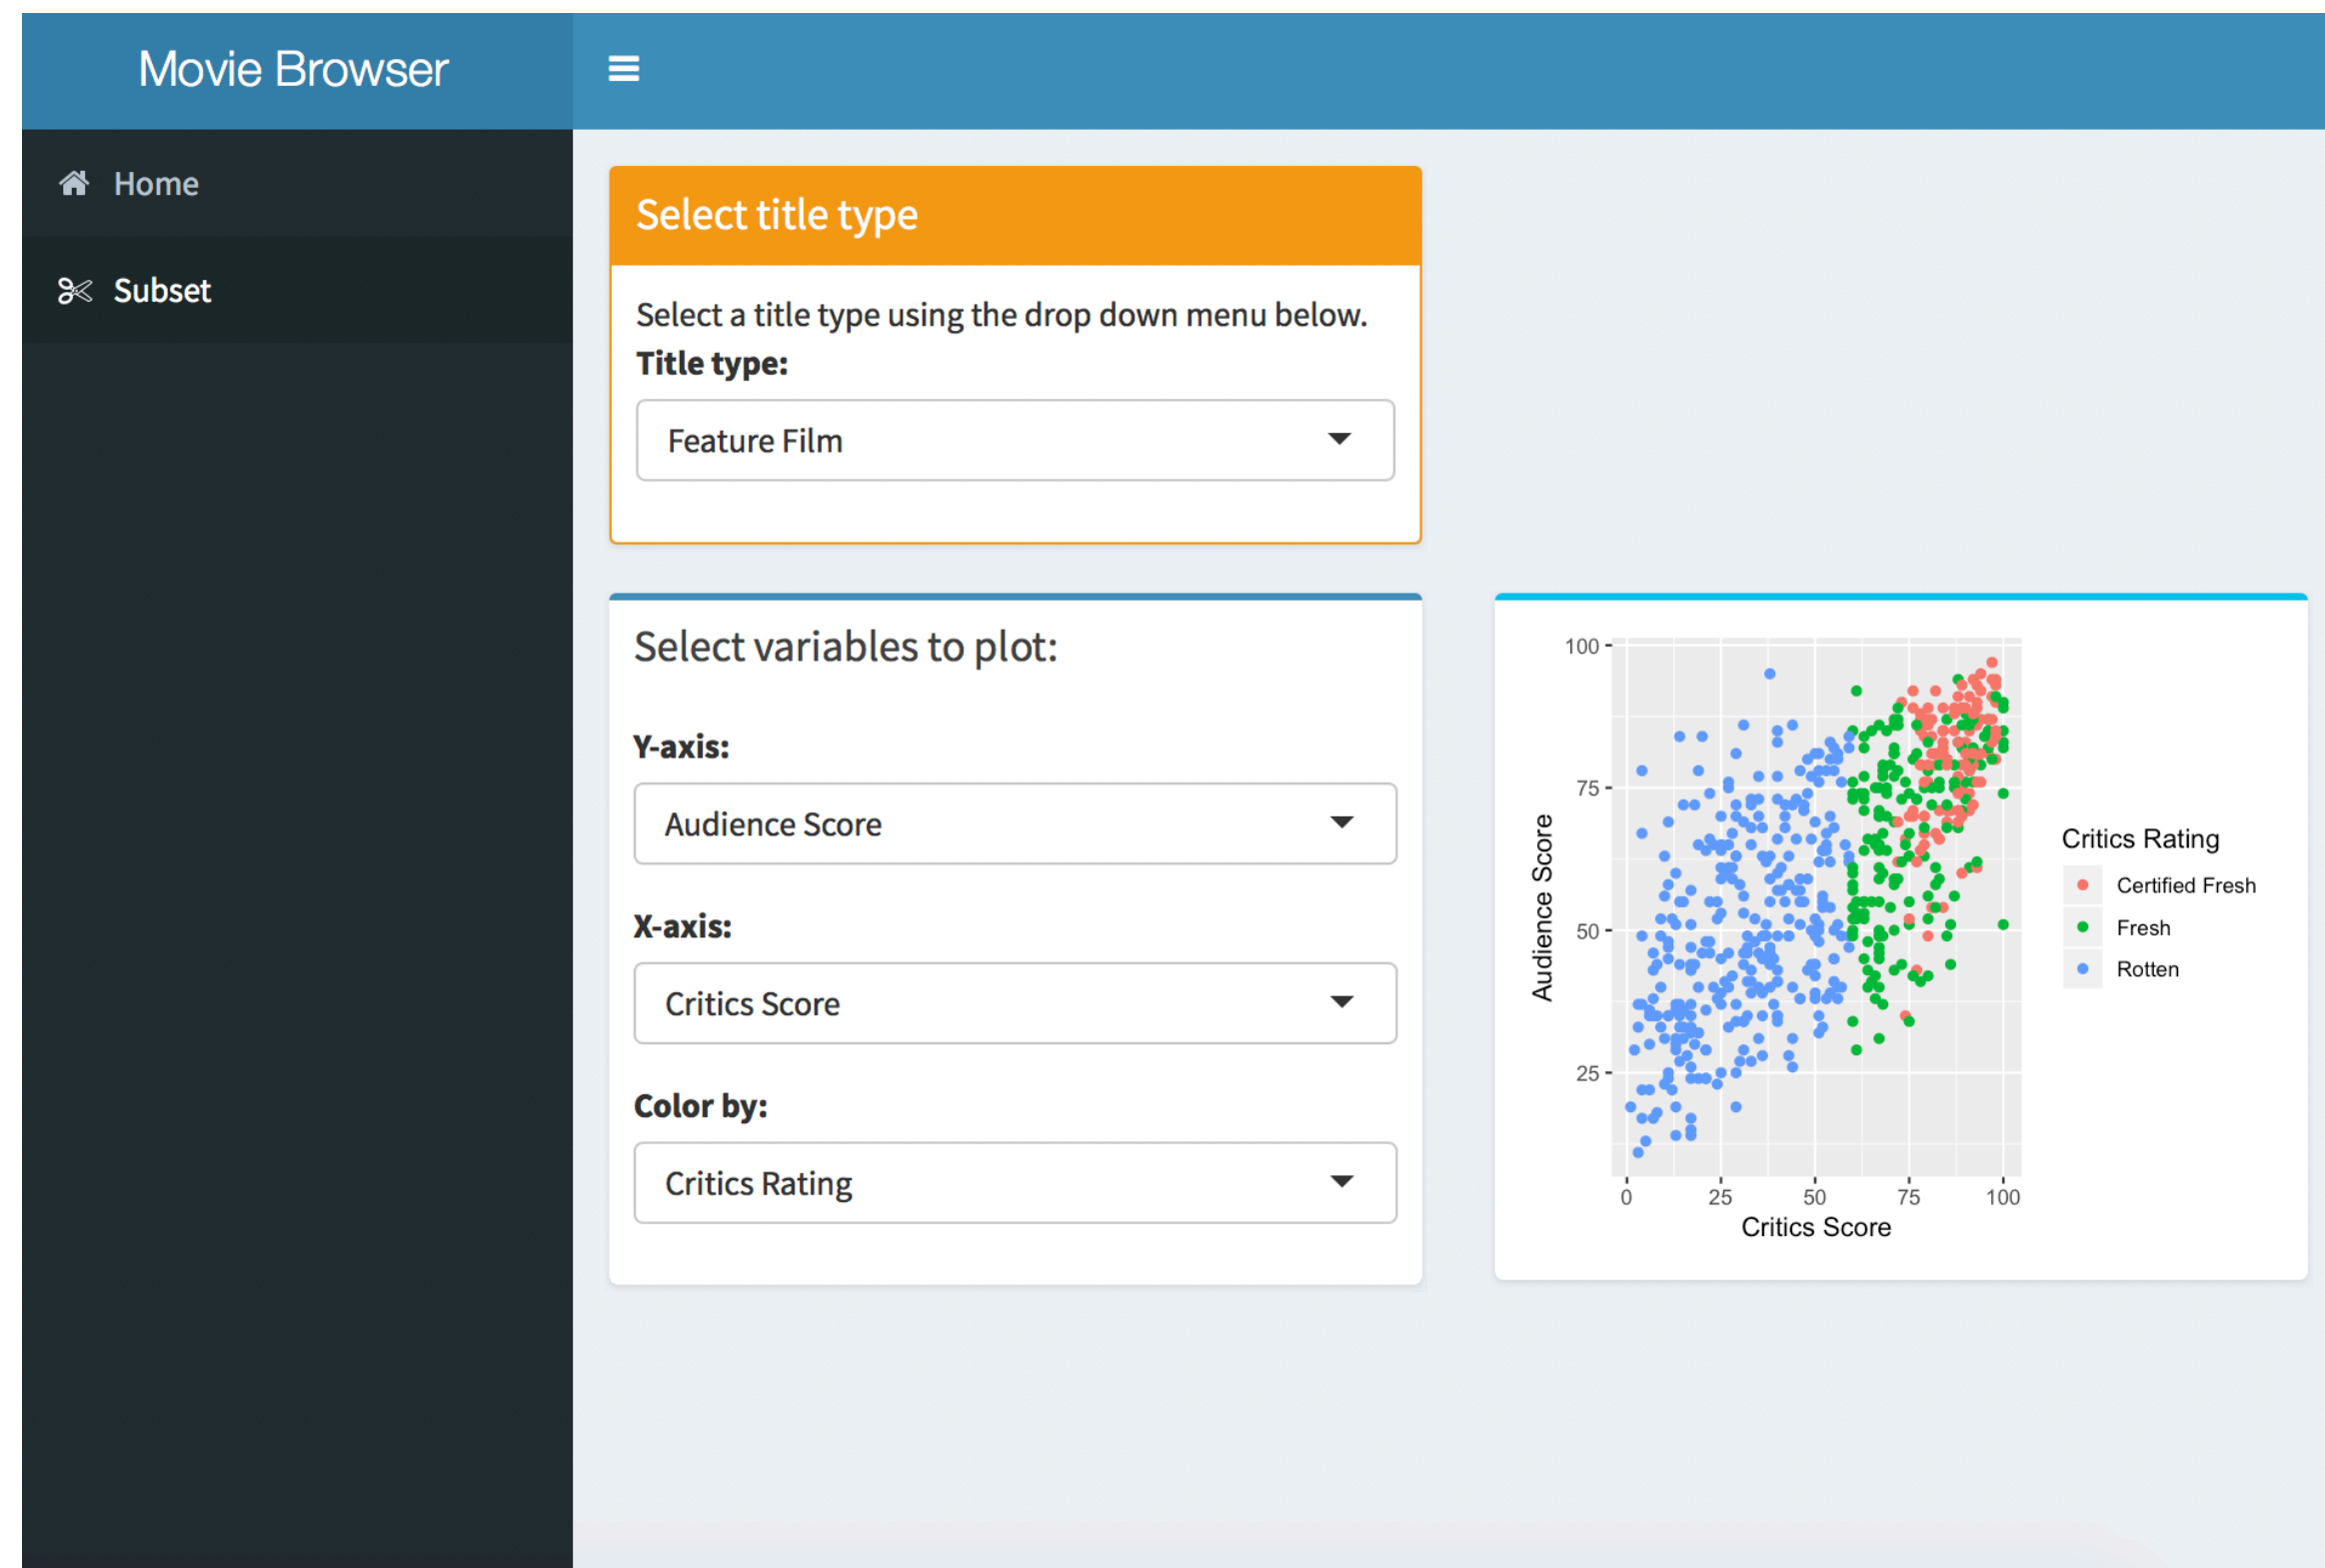 Movie Browser
Home
Subset
Select title type
Select a title type using the drop down menu below.
Title type:
Feature Film
Select variables to plot:
Y-axis:
Audience Score
X-axis:
Critics Score
Color by:
Critics Rating
100
75
50
25
Audience Score
0 25 50 75 100
Critics Score
Critics Rating
Certified Fresh
Fresh
Rotten